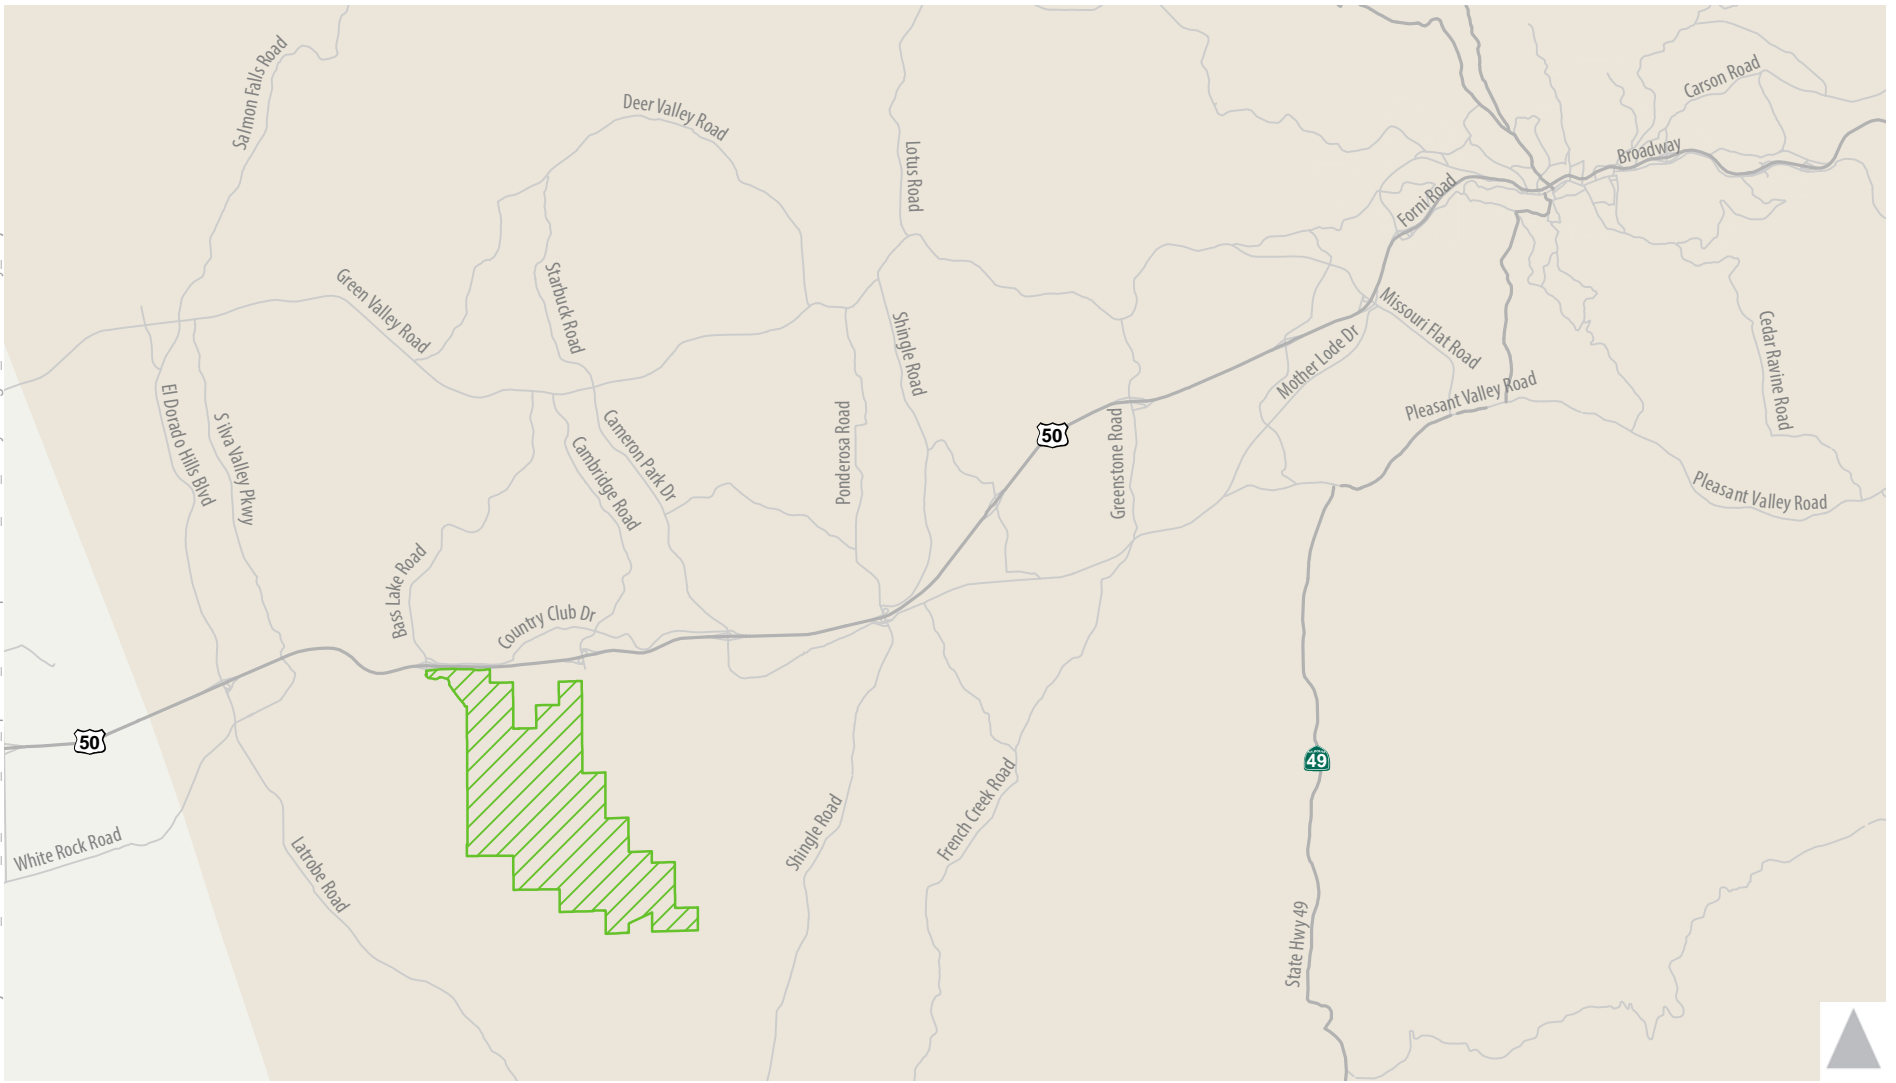 Salmon Falls Road
Deer Valley Road
Carson Road
Lotus Road
Broadway
Forni Road
Green Valley Road
Starbuck Road
Shingle Road
Missouri Flat Road
Mother Lode Dr
Cedar Ravine Road
El Dorado Hills Blvd
Silva Valley Pkwy
Cameron Park Dr
Cambridge Road
Ponderosa Road
50
Greenstone Road
Pleasant Valley Road
Pleasant Valley Road
Bass Lake Road
Country Club Dr
50
49
White Rock Road
Latrobe Road
Shingle Road
French Creek Road
State Hwy 49